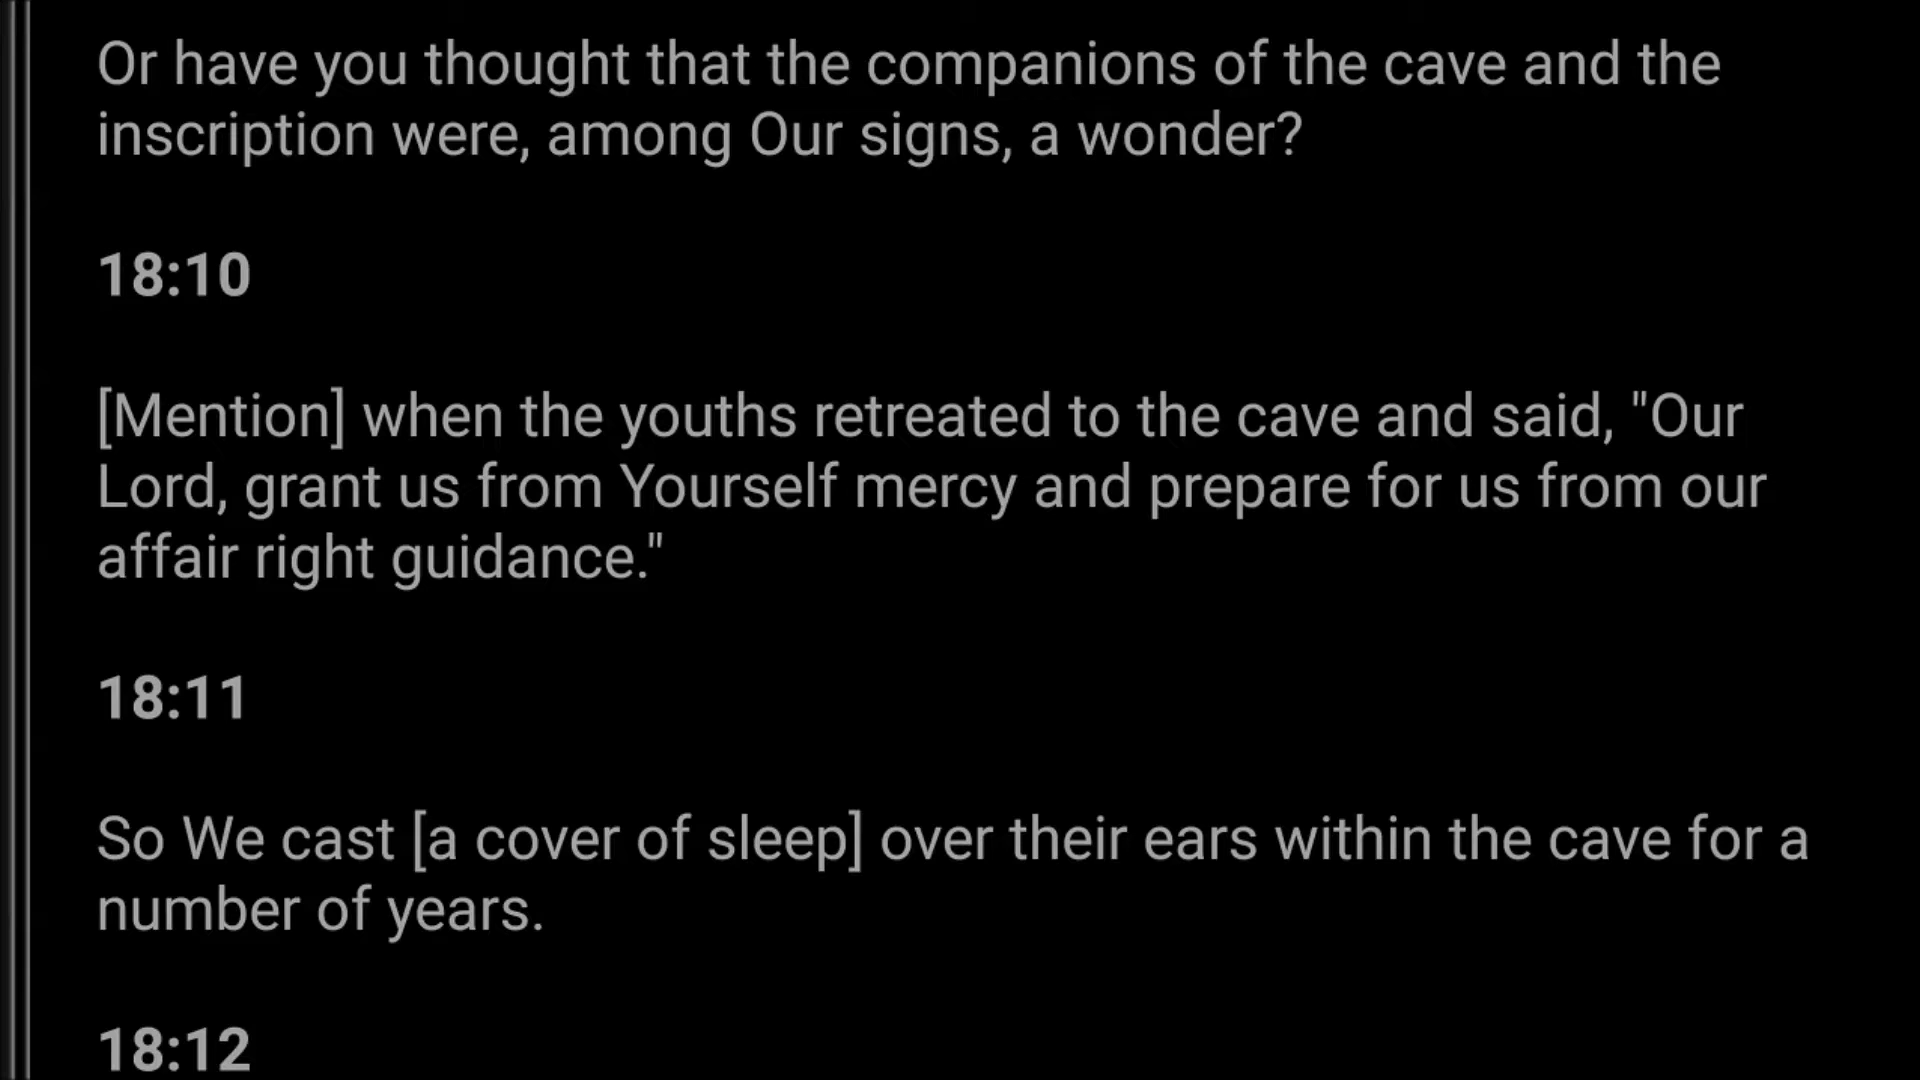 Or have you thought that the companions of the cave and the
inscription were, among Our signs, a wonder?
18:10
[Mention] when the youths retreated to the cave and said, "Our
Lord, grant us from Yourself mercy and prepare for us from our
affair right guidance."
18:11
So We cast [a cover of sleep] over their ears within the cave for a
number of years.
18:12